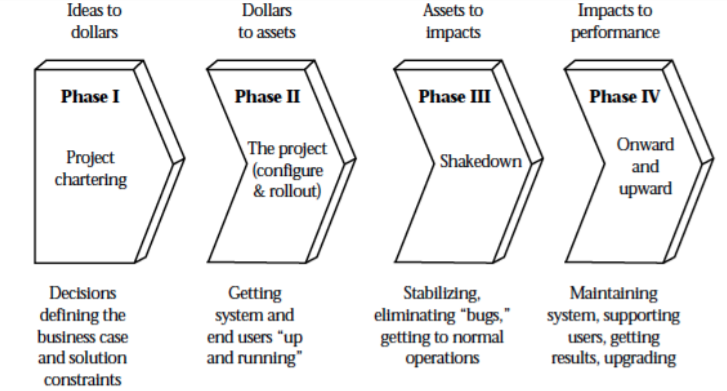 Ideas to
dollars
Dollars
to assets
Assets to
impacts
Impacts to
performance
Phase I
Project
chartering
Phase II
The project
(configure
& rollout)
Phase III
Shakedown
Phase IV
Onward
and
upward
Decisions
defining the
business case
and solution
constraints
Getting
system and
end users “up
and running”
Stabilizing,
eliminating “bugs,”
getting to normal
operations
Maintaining
system, supporting
users, getting
results, upgrading